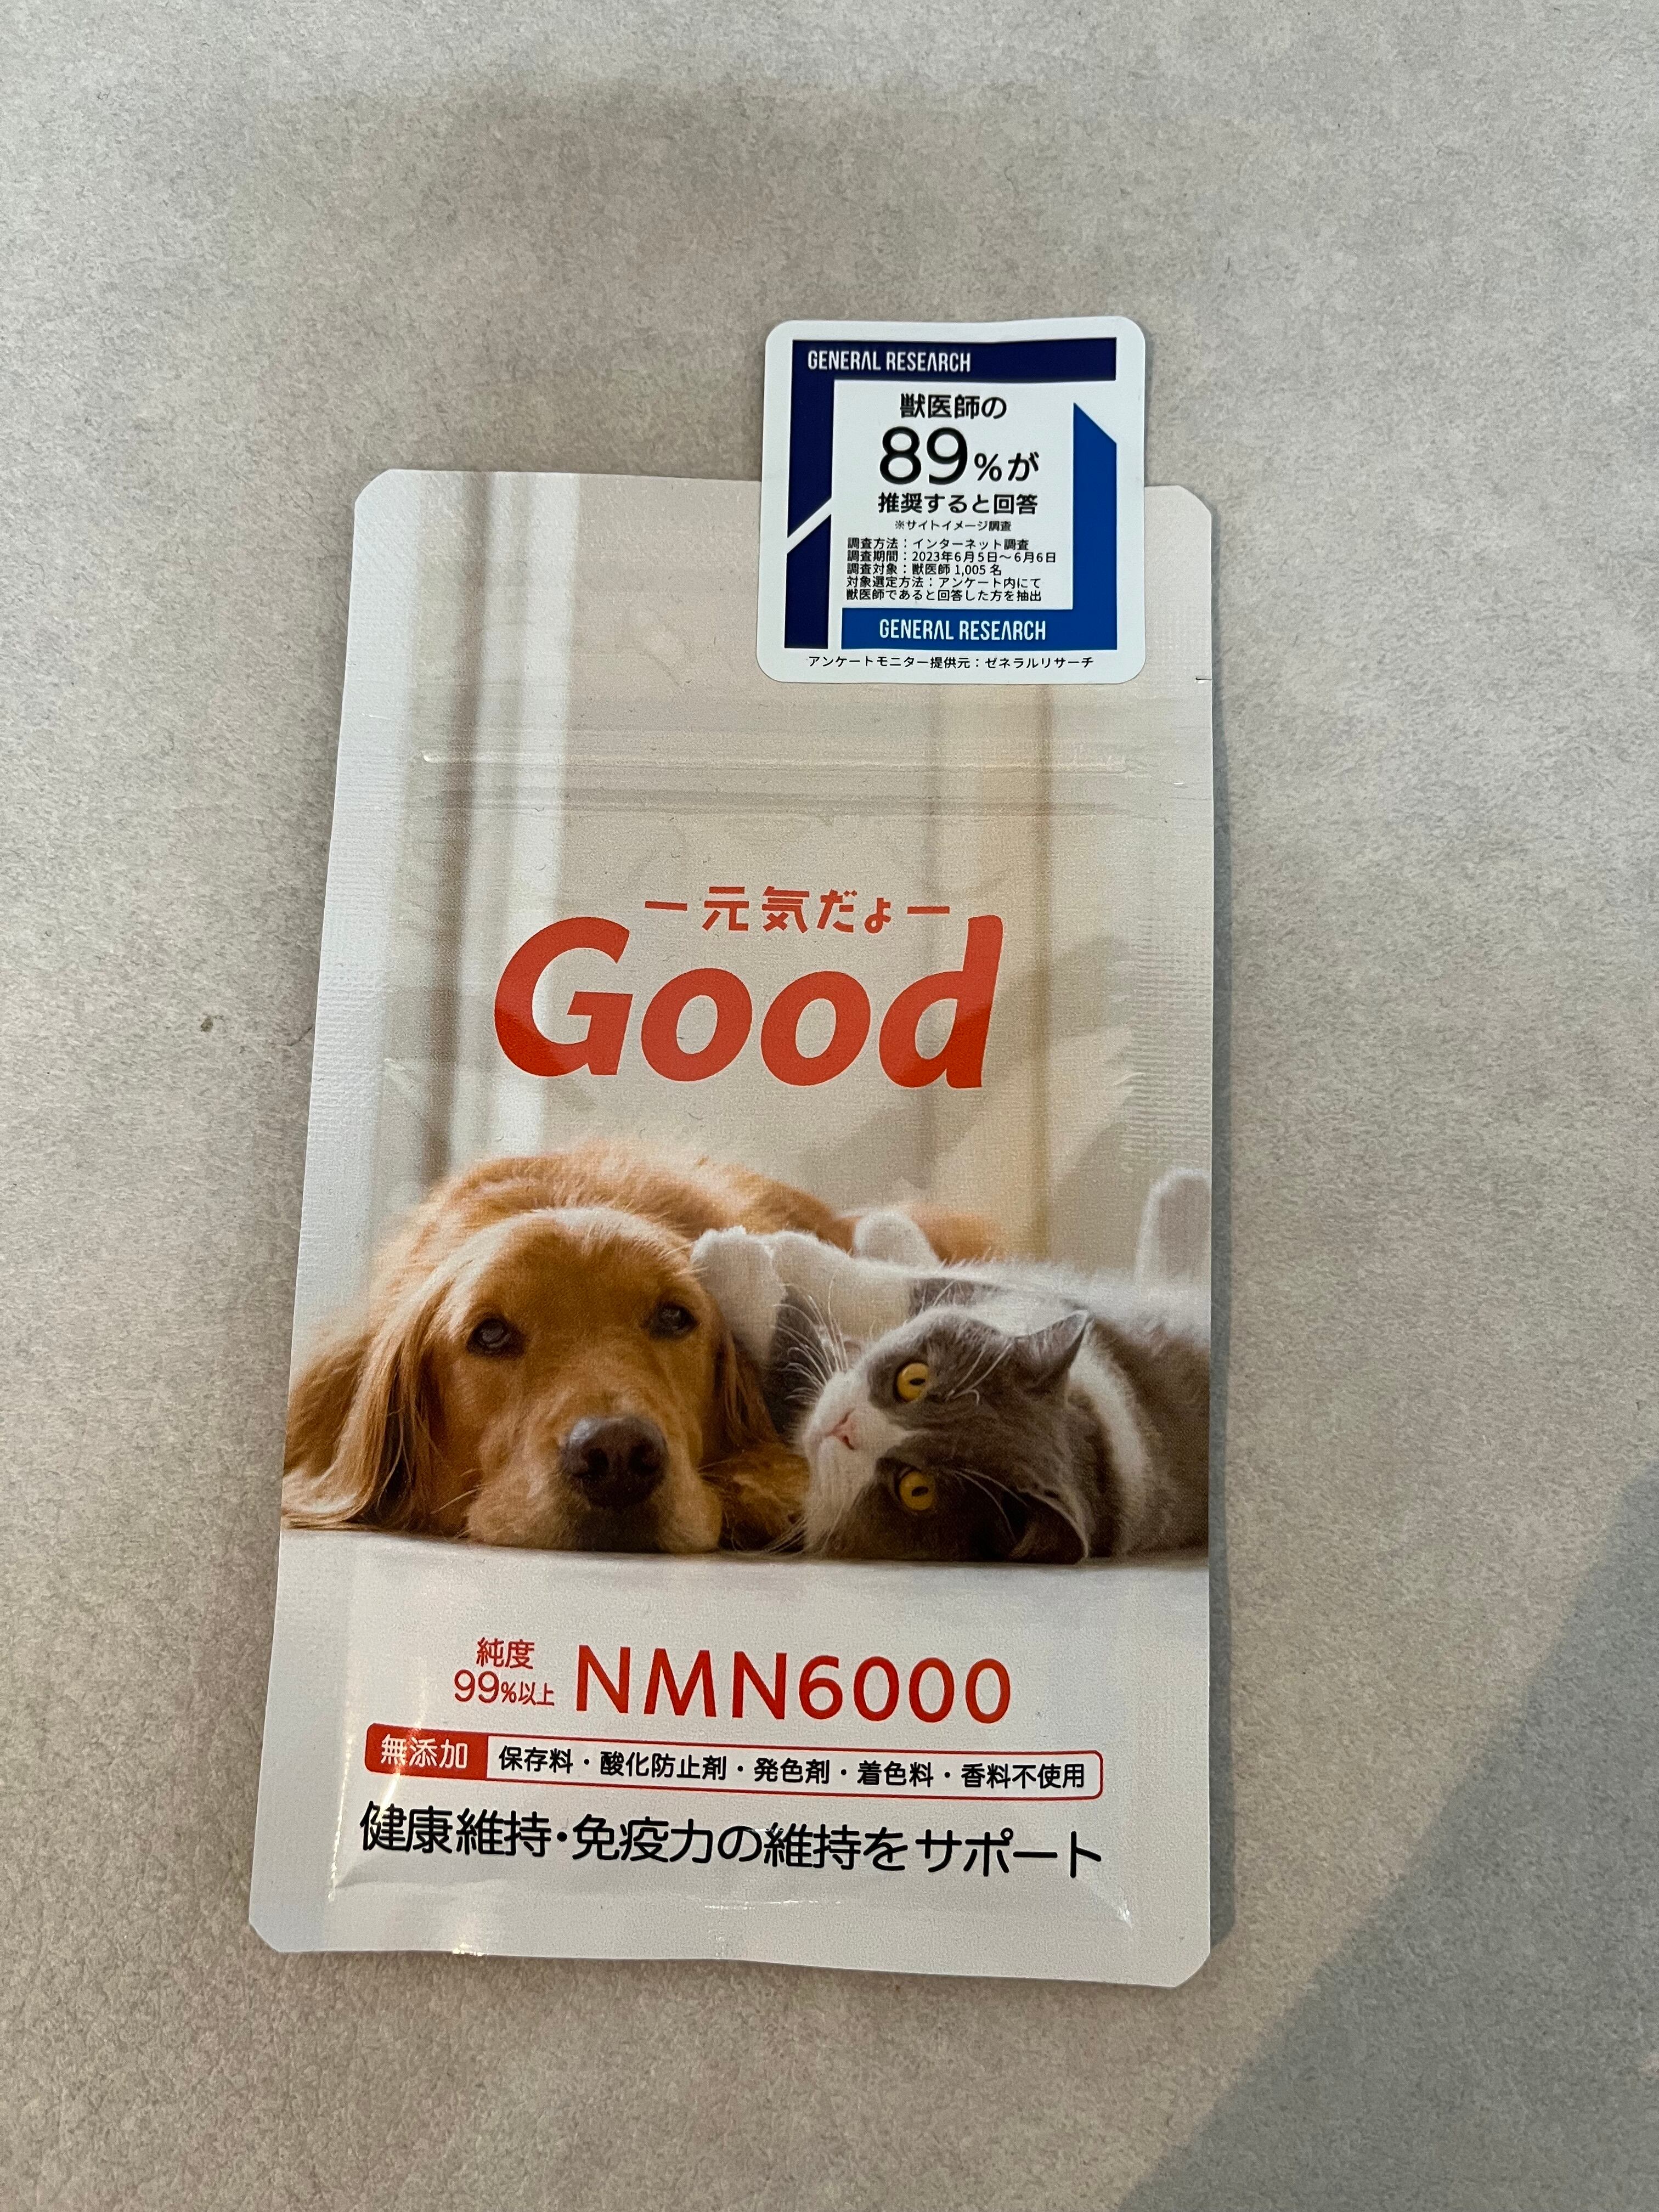 GENERAL RESEARCH
獣医師の
89%が
推奨すると回答
※サイトイメージ調査
調査方法：インターネット調査
調査期間：2023年6月5日～6月6日
調査対象：獣医師 1,005 名
対象選定方法：アンケート内にて
獣医師であると回答した方を抽出
GENERAL RESEARCH
アンケートモニター提供元：ゼネラルリサーチ
ー元気だょー
Good
純度
99%以上 NMN6000
無添加 保存料・酸化防止剤・発色剤・着色料・香料不使用
健康維持・免疫力の維持をサポート